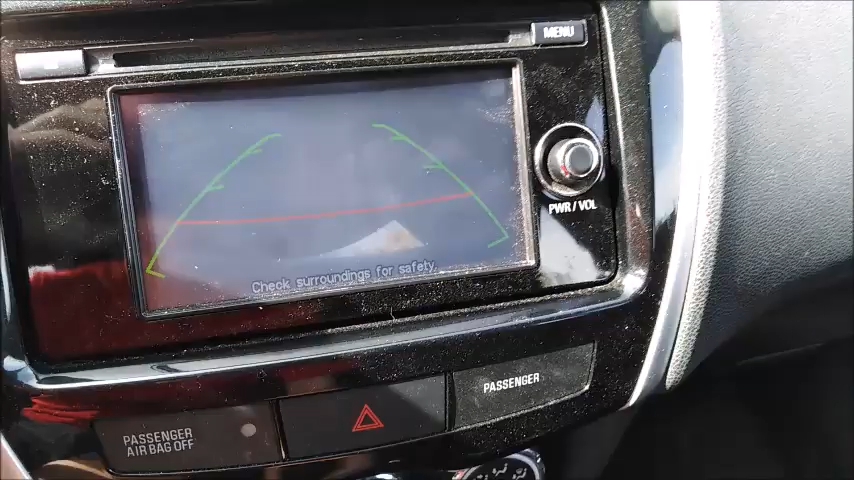 MENU
PWR / VOL
Check surroundings for safety.
PASSENGER
PASSENGER
AIR BAG OFF